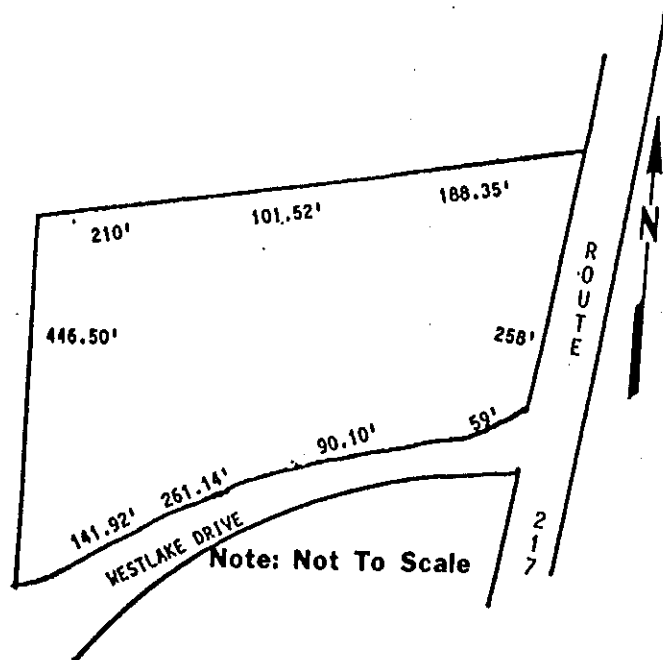 210'
101.52'
188.35'
N
ROUTE
446.50'
258'
59'
90.10'
261.14'
141.92'
WESTLAKE DRIVE
217
Note: Not To Scale